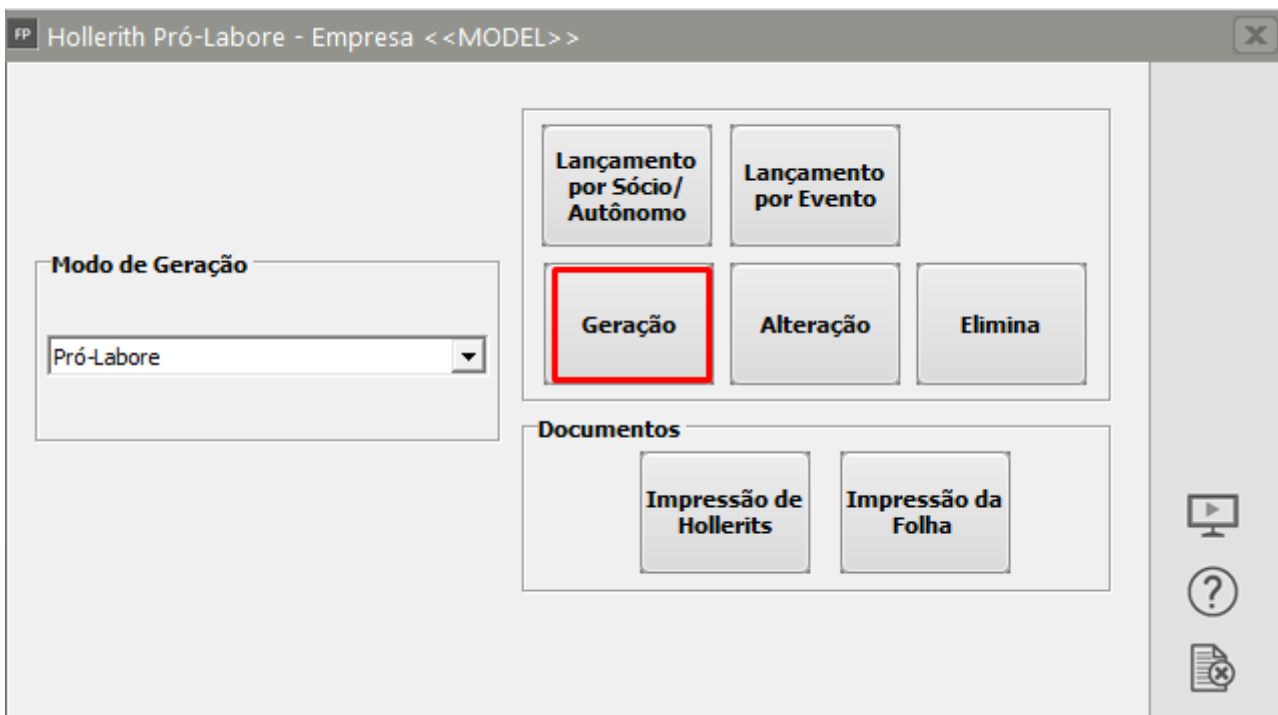 FP Hollerith Pró-Labore - Empresa <<MODEL>>
Lançamento
por Sócio/
Autônomo
Lançamento
por Evento
Modo de Geração
Pró-Labore
Geração
Alteração
Elimina
Documentos
Impressão de
Hollerits
Impressão da
Folha
?